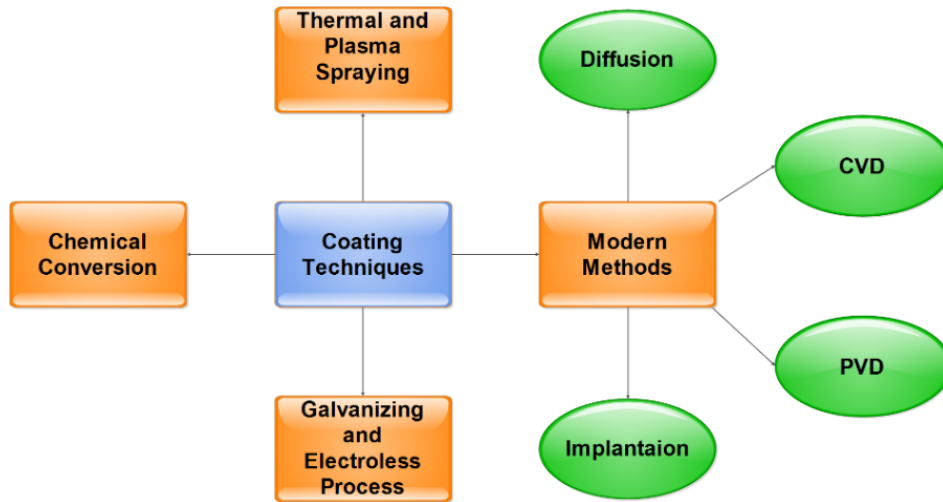 Thermal and
Plasma
Spraying
Diffusion
CVD
Chemical
Conversion
Coating
Techniques
Modern
Methods
PVD
Galvanizing
and
Electroless
Process
Implantaion